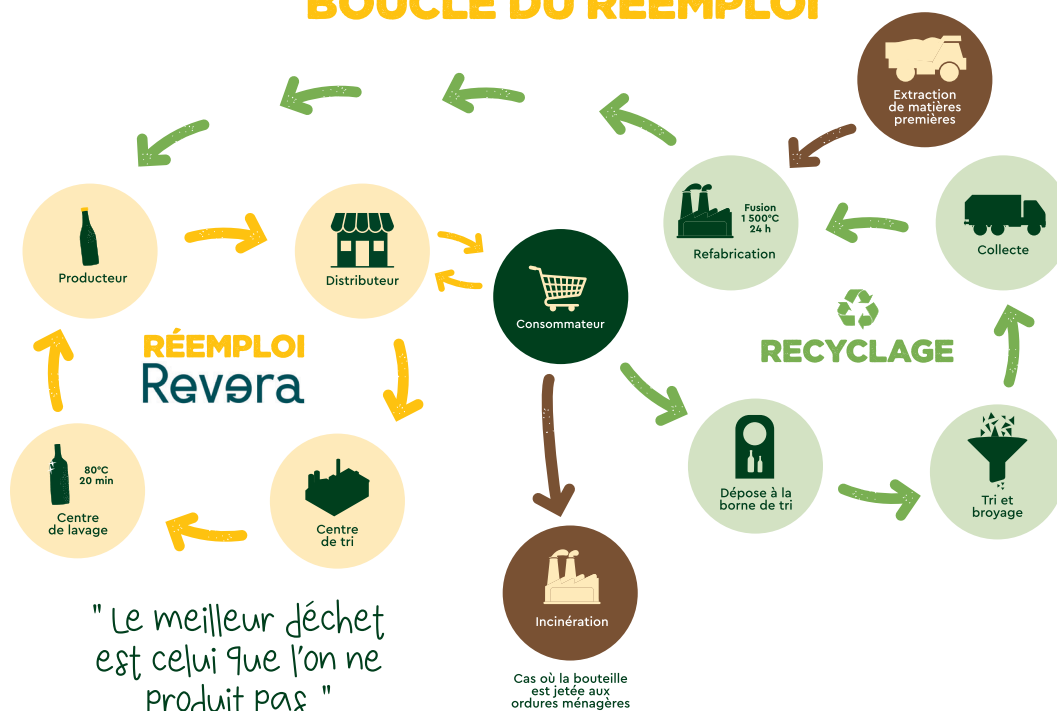 BOUCLE DU RÉEMPLOI
Extraction
de matières
premières
Fusion
1 500°C
24 h
Refabrication
Collecte
Producteur
Distributeur
Consommateur
RÉEMPLOI
Revera
RECYCLAGE
80°C
20 min
Centre
de lavage
Centre
de tri
Dépose à la
borne de tri
Tri et
broyage
Incinération
" Le meilleur déchet
est celui que l'on ne
produit pas "
Cas où la bouteille
est jetée aux
ordures ménagères